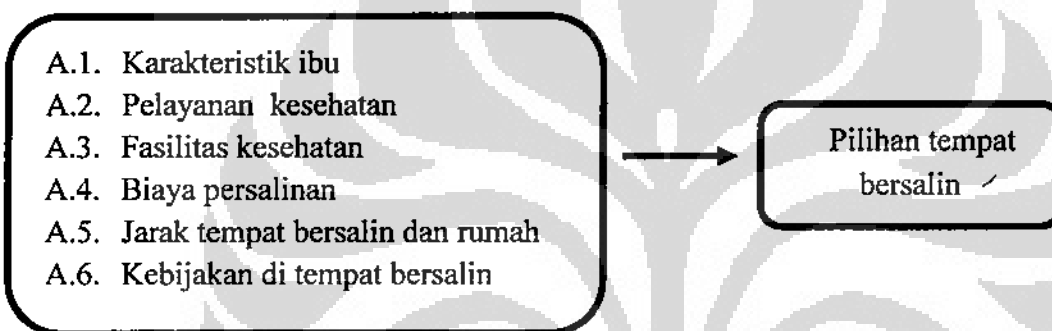 A.1. Karakteristik ibu
A.2. Pelayanan kesehatan
A.3. Fasilitas kesehatan
A.4. Biaya persalinan
A.5. Jarak tempat bersalin dan rumah
A.6. Kebijakan di tempat bersalin
Pilihan tempat
bersalin